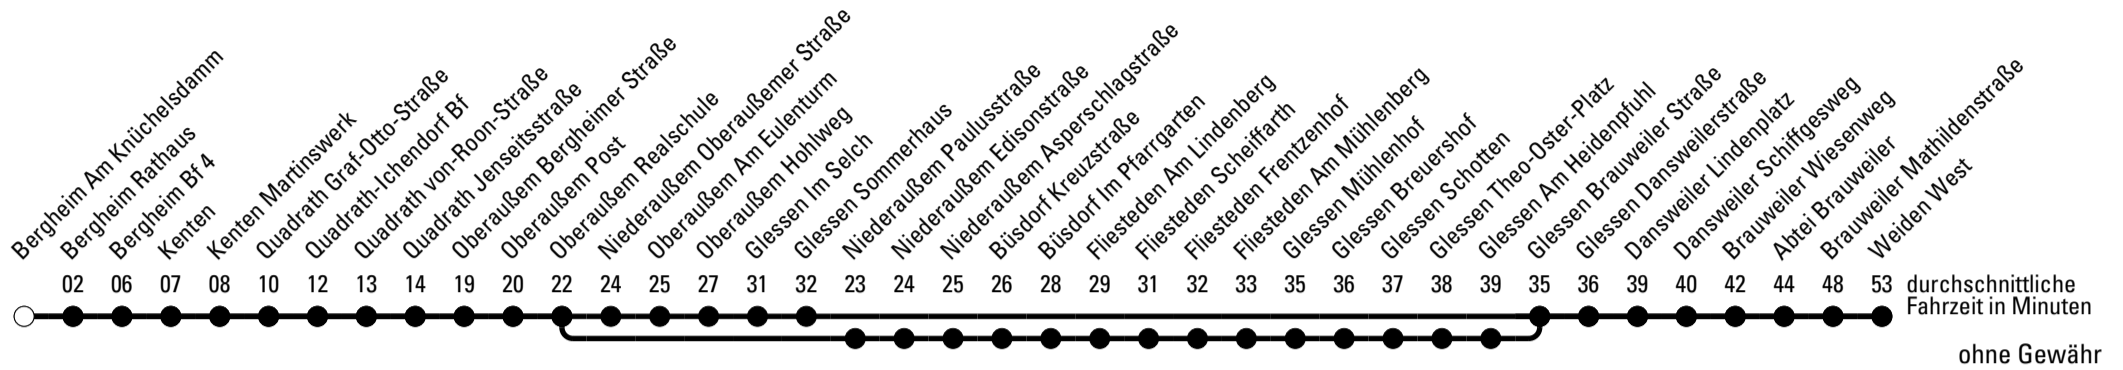 Bergheim Am Knüchelsdamm
Bergheim Rathaus
Bergheim Bf 4
Kenten
Kenten Martinswerk
Quadrath Graf-Otto-Straße
Quadrath-Ichendorf Bf
Quadrath von-Roon-Straße
Quadrath Jenseitsstraße
Oberaußem Bergheimer Straße
Oberaußem Post
Oberaußem Realschule
Niederaußem Oberaußemer Straße
Oberaußem Am Eulenturm
Oberaußem Hohlweg
Glessen Im Selch
Glessen Sommerhaus
Niederaußem Paulusstraße
Niederaußem Edisonstraße
Niederaußem Asperschlagstraße
Büsdorf Kreuzstraße
Büsdorf Im Pfarrgarten
Fliesteden Am Lindenberg
Fliesteden Scheiffarth
Fliesteden Frentzenhof
Fliesteden Am Mühlenberg
Glessen Mühlenhof
Glessen Breuershof
Glessen Schotten
Glessen Theo-Oster-Platz
Glessen Am Heidenpfuhl
Glessen Brauweiler Straße
Glessen Dansweilerstraße
Dansweiler Lindenplatz
Dansweiler Schiffgesweg
Brauweiler Wiesenweg
Abtei Brauweiler
Brauweiler Mathildenstraße
Weiden West
02 06 07 08 10 12 13 14 19 20 22 24 25 27 31 32 23 24 25 26 28 29 31 32 33 35 36 37 38 39 35 36 39 40 42 44 48 53 durchschnittliche
Fahrzeit in Minuten
ohne Gewähr